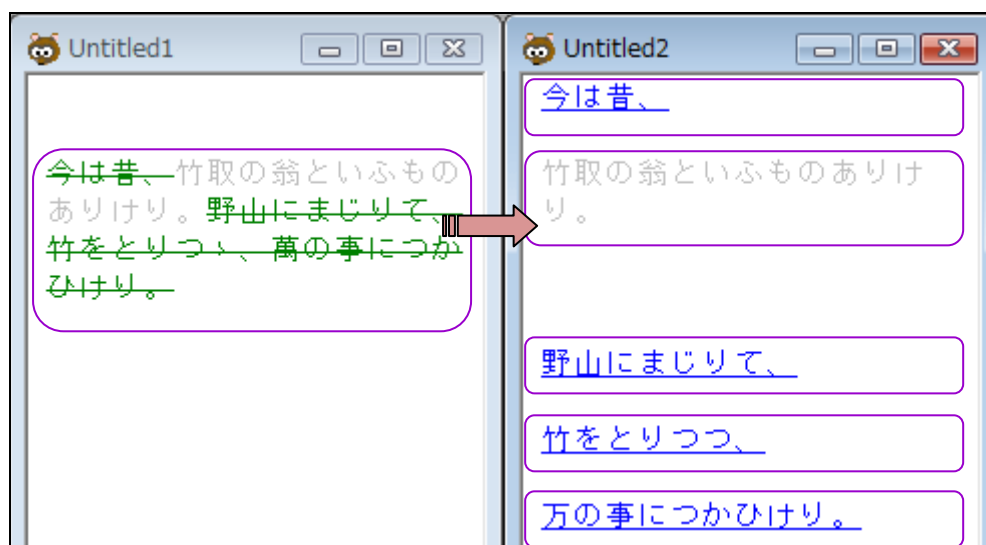 Untitled1
今は昔、竹取の翁といふもの
ありけり。野山にまじりて、
竹をとりつゝ、萬の事につか
ひけり。
Untitled2
今は昔、
竹取の翁といふものありけ
り。
野山にまじりて、
竹をとりつつ、
万の事につかひけり。